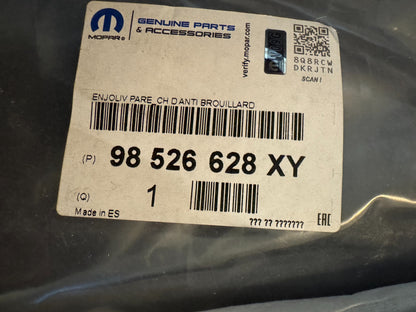 MOPAR®
GENUINE PARTS
& ACCESSORIES
verify.mopar.com
8Q8RCW
DKRJTN
SCAN !
ENJOLIV PARE_CH D'ANTI BROUILLARD
(P) 98 526 628 XY
(Q) 1
Made in ES
??? ?? ???????
EAC